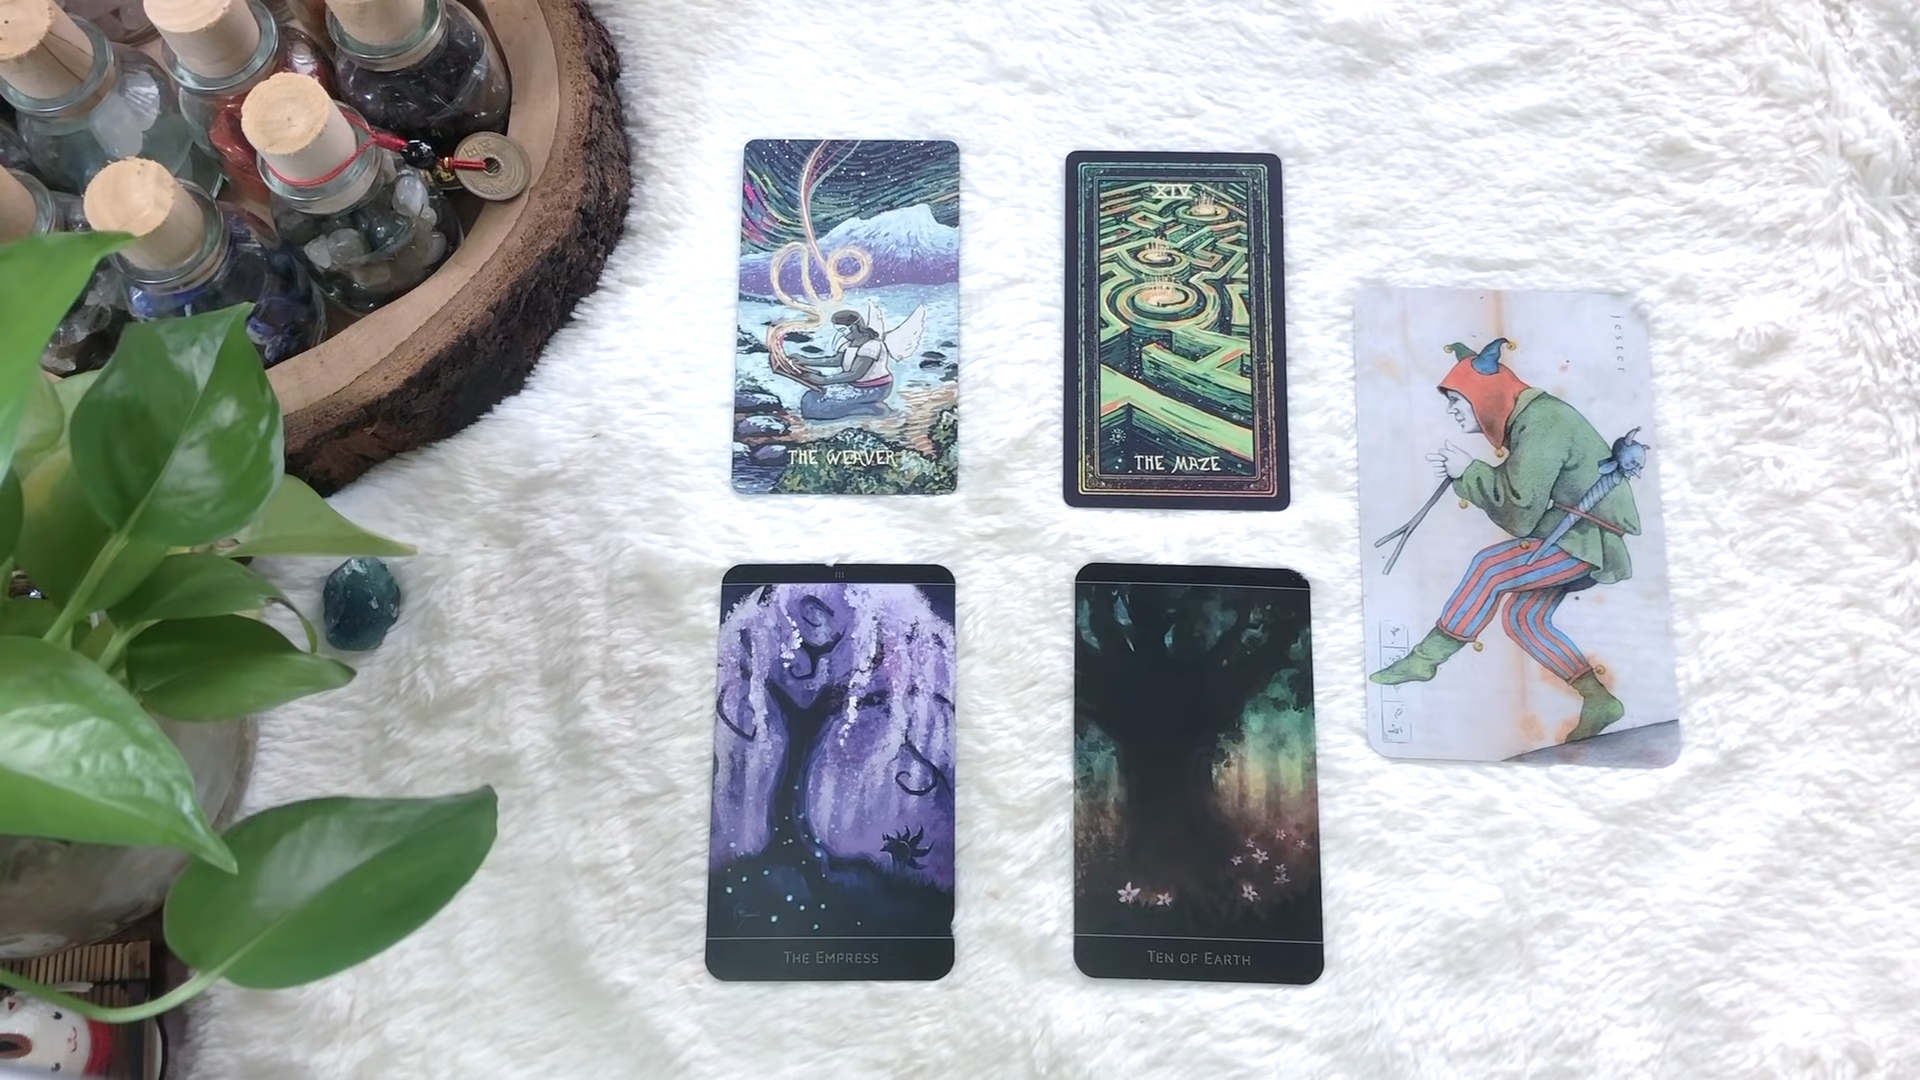 THE WEAVER
XIV
THE MAZE
jester
III
THE EMPRESS
TEN OF EARTH